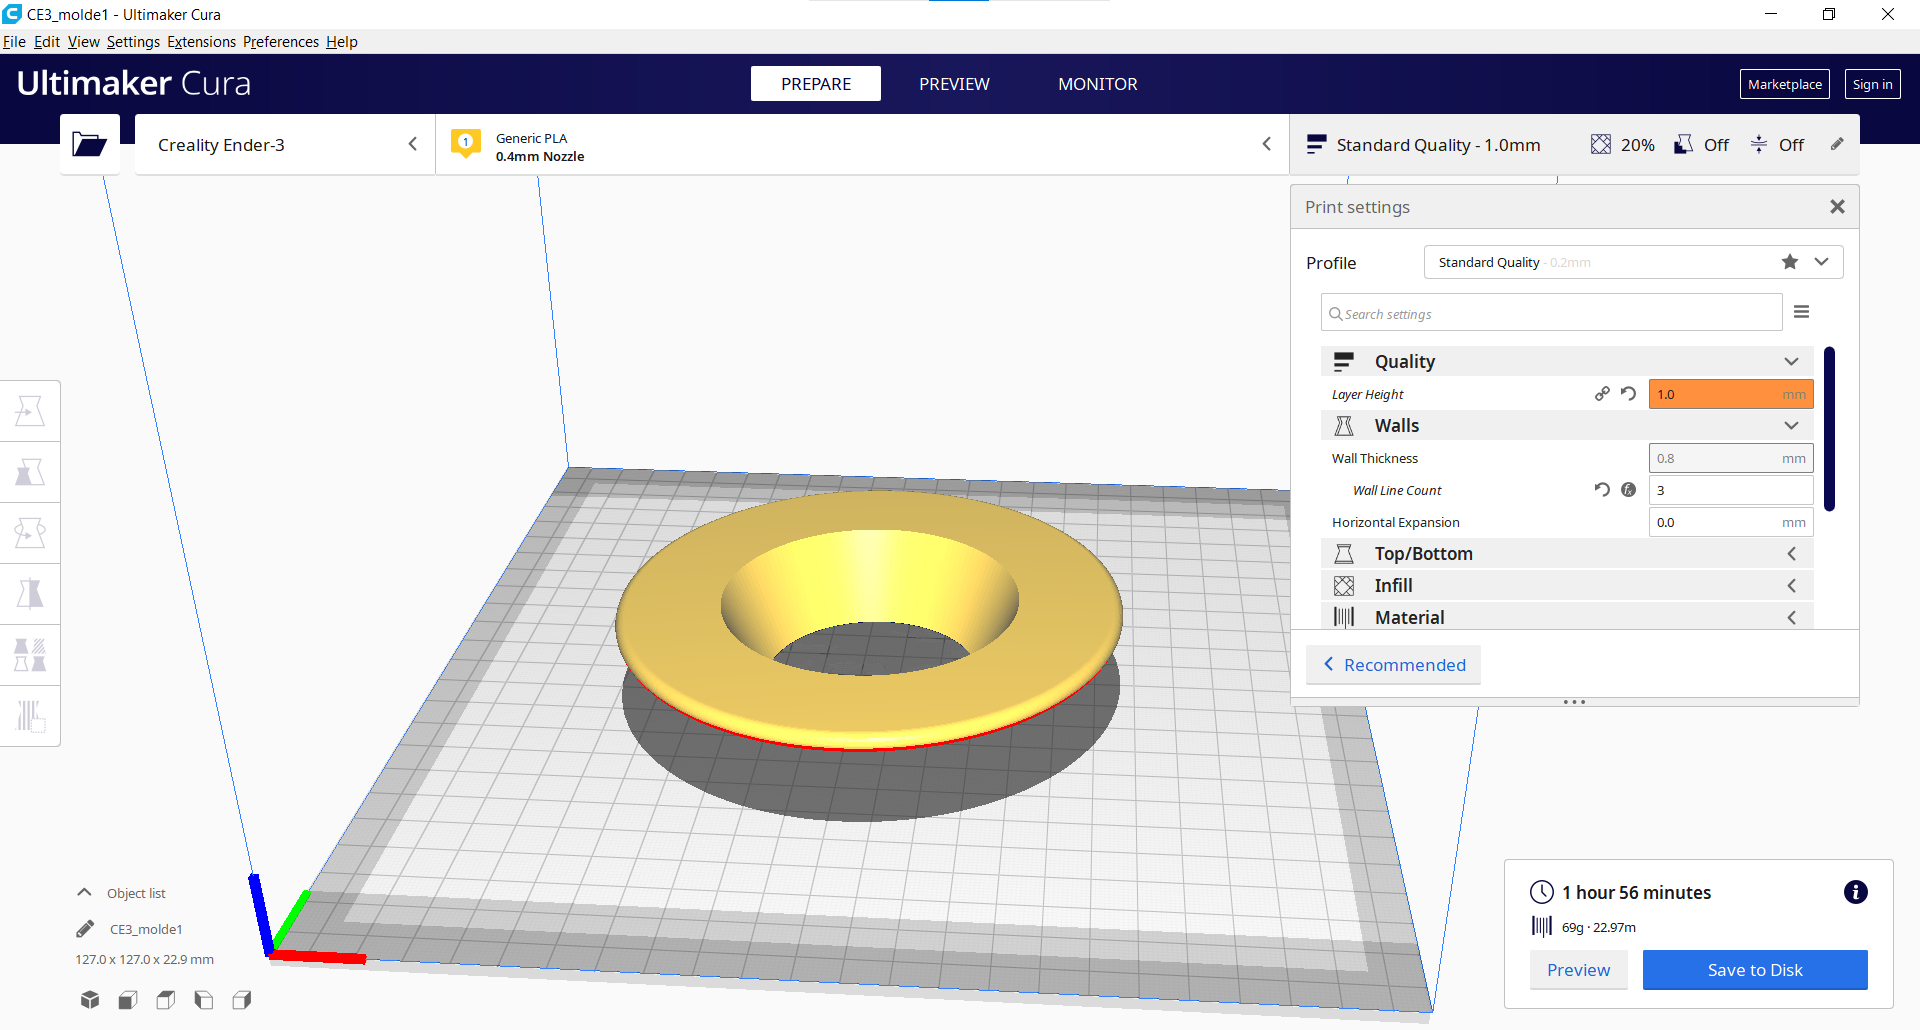 CE3_molde1 - Ultimaker Cura
File Edit View Settings Extensions Preferences Help
Ultimaker Cura
PREPARE
PREVIEW
MONITOR
Marketplace
Sign in
Creality Ender-3
1
Generic PLA
0.4mm Nozzle
Standard Quality - 1.0mm
20%
Off
Off
Print settings
Profile
Standard Quality - 0.2mm
Search settings
Quality
Layer Height
1.0 mm
Walls
Wall Thickness
0.8 mm
Wall Line Count
3
Horizontal Expansion
0.0 mm
Top/Bottom
Infill
Material
Recommended
Object list
CE3_molde1
127.0 x 127.0 x 22.9 mm
1 hour 56 minutes
69g · 22.97m
Preview
Save to Disk